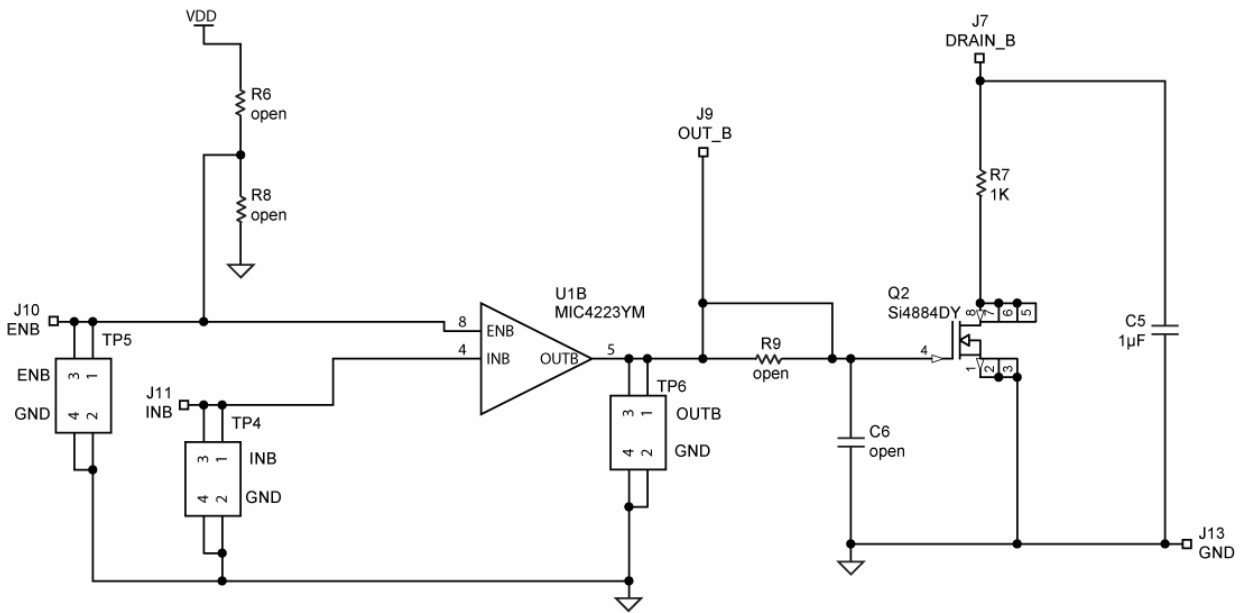 VDD
R6
open
R8
open
J10
ENB
TP5
ENB
3 1
GND
4 2
J11
INB
TP4
3 1
INB
4 2
GND
U1B
MIC4223YM
8
ENB
4
INB
OUTB
5
J9
OUT_B
R9
open
TP6
3 1
OUTB
4 2
GND
C6
open
J7
DRAIN_B
R7
1K
Q2
Si4884DY
8 7 6 5
4
1 2 3
C5
1µF
J13
GND